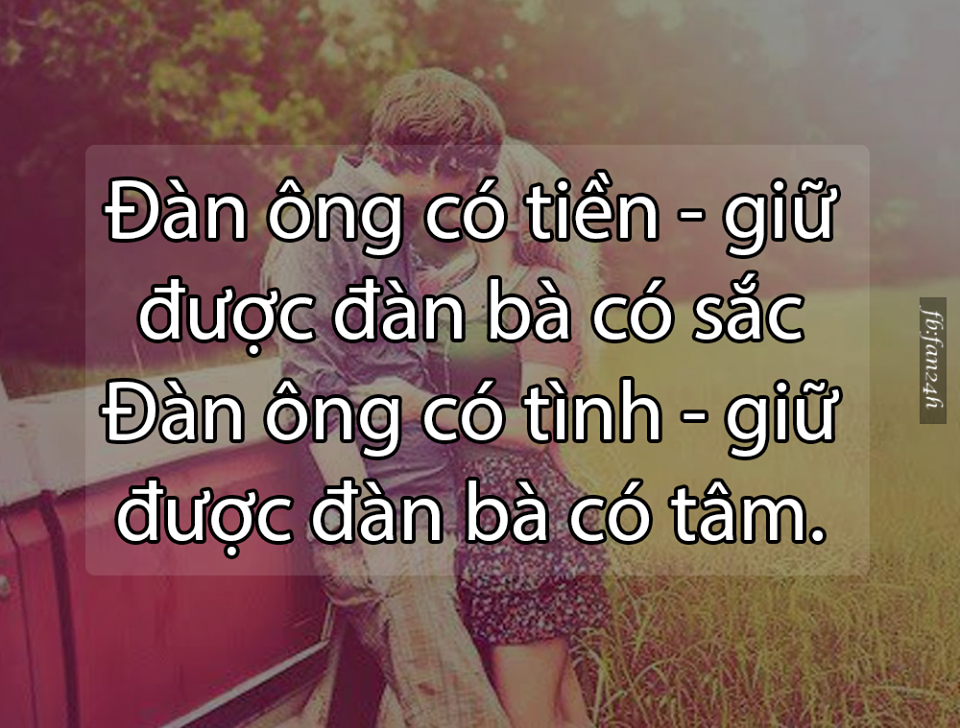 Đàn ông có tiền - giữ
được đàn bà có sắc
Đàn ông có tình - giữ
được đàn bà có tâm.
fb:fan24h